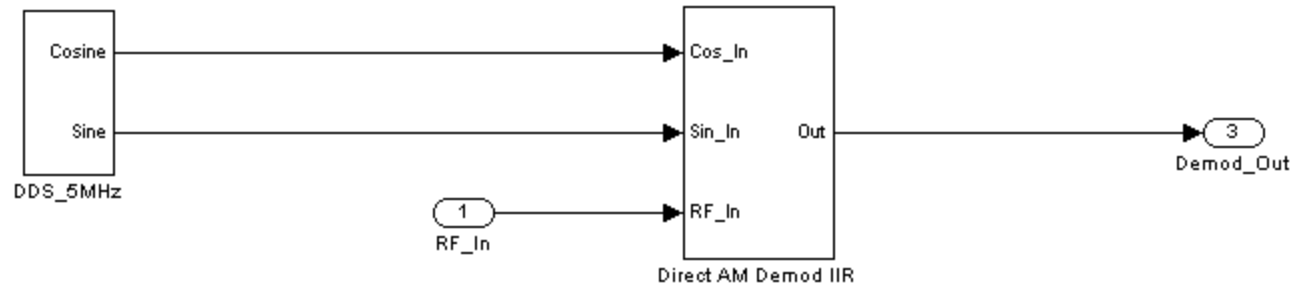 Cosine
Cos_In
Sine
Sin_In
Out
3
Demod_Out
DDS_5MHz
1
RF_In
RF_In
Direct AM Demod IIR